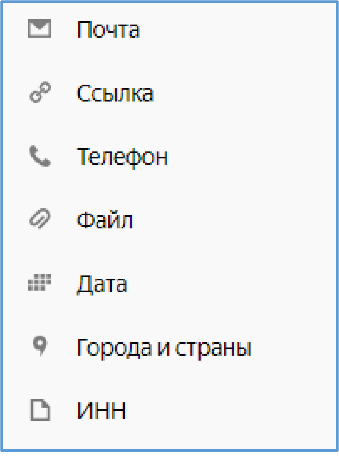 Почта
Ссылка
Телефон
Файл
Дата
Города и страны
ИНН